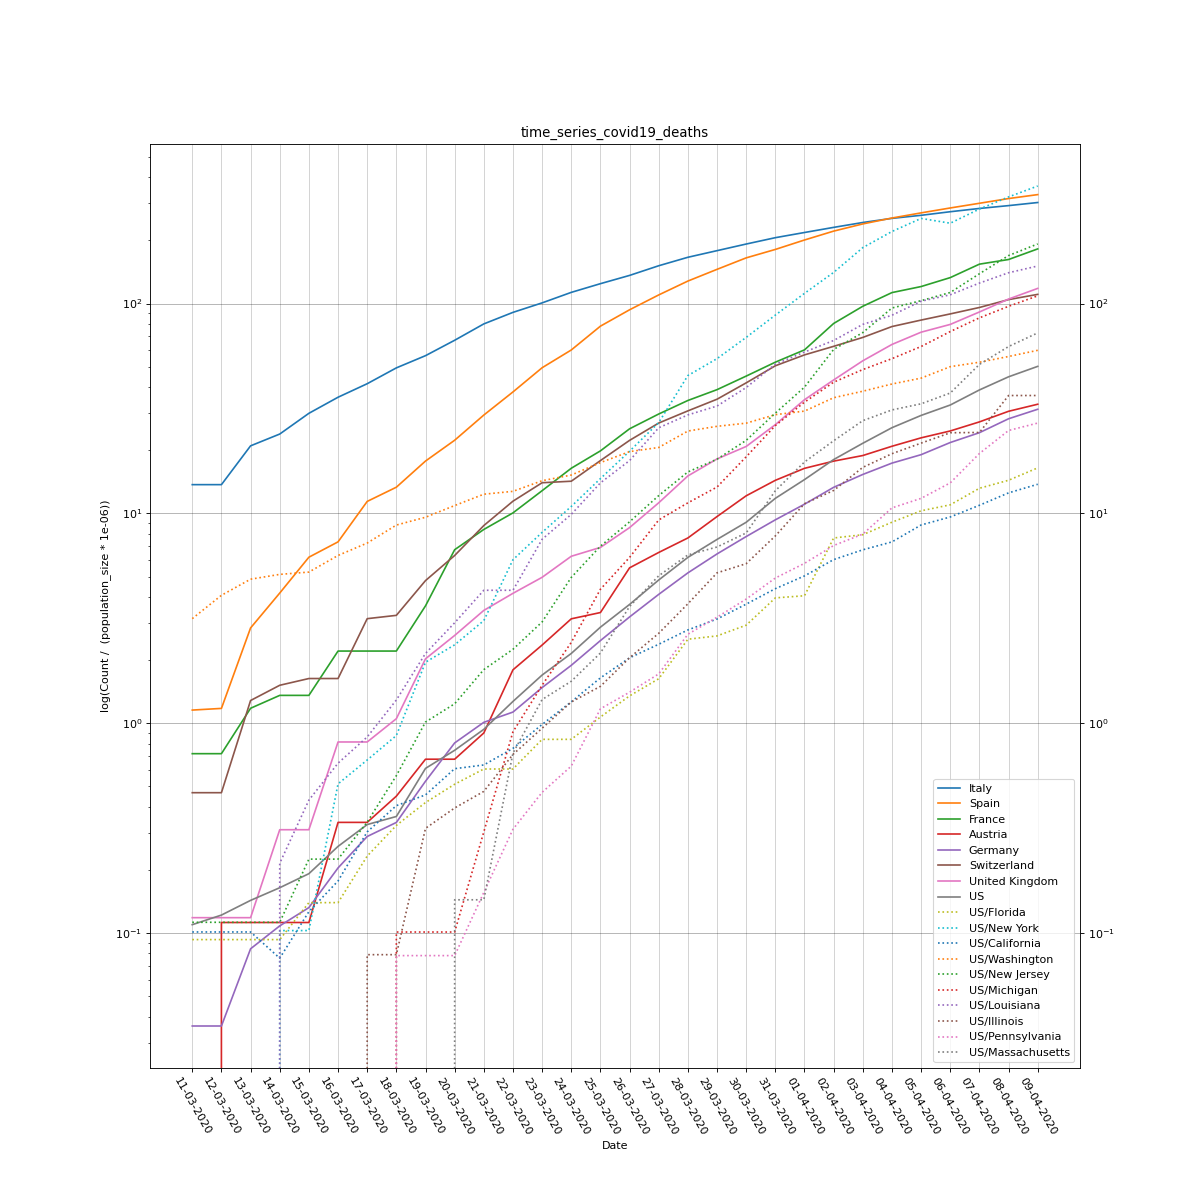 time_series_covid19_deaths
log(Count / (population_size * 1e-06))
10²
10¹
10⁰
10⁻¹
10²
10¹
10⁰
10⁻¹
Italy
Spain
France
Austria
Germany
Switzerland
United Kingdom
US
US/Florida
US/New York
US/California
US/Washington
US/New Jersey
US/Michigan
US/Louisiana
US/Illinois
US/Pennsylvania
US/Massachusetts
11-03-2020
12-03-2020
13-03-2020
14-03-2020
15-03-2020
16-03-2020
17-03-2020
18-03-2020
19-03-2020
20-03-2020
21-03-2020
22-03-2020
23-03-2020
24-03-2020
25-03-2020
26-03-2020
27-03-2020
28-03-2020
29-03-2020
30-03-2020
31-03-2020
01-04-2020
02-04-2020
03-04-2020
04-04-2020
05-04-2020
06-04-2020
07-04-2020
08-04-2020
09-04-2020
Date